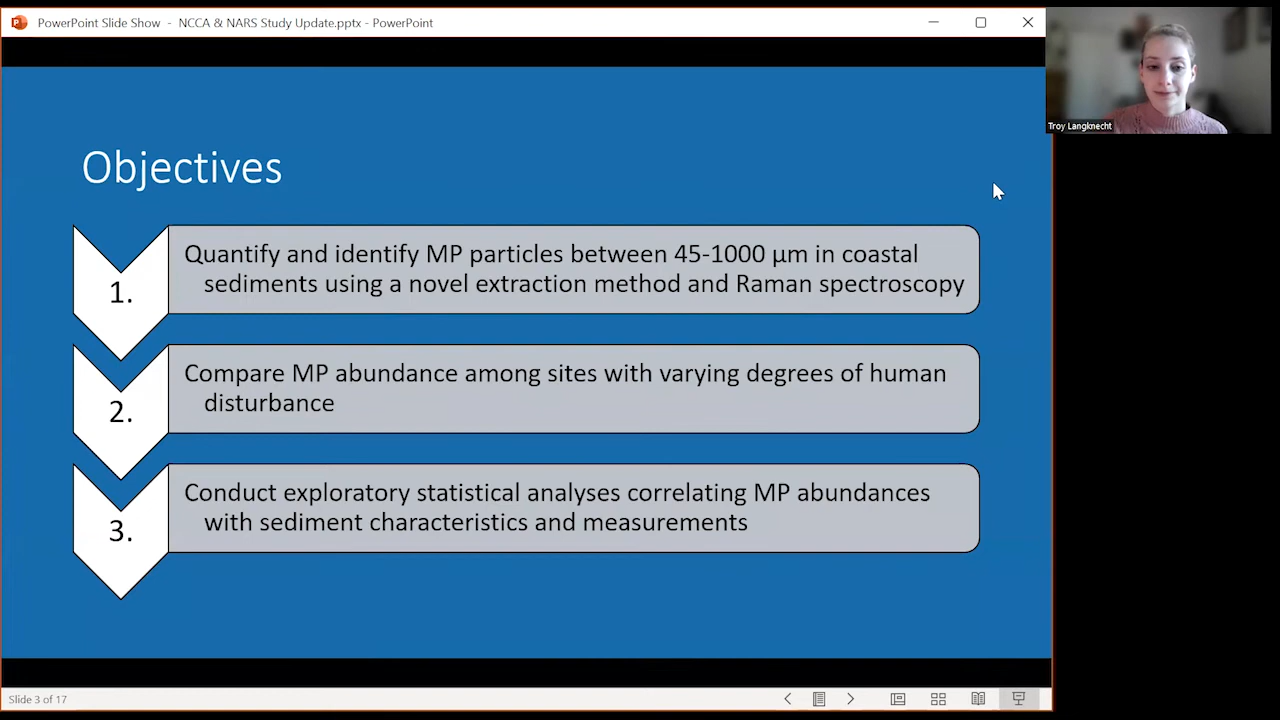 PowerPoint Slide Show - NCCA & NARS Study Update.pptx - PowerPoint
Troy Langknecht
Objectives
1.
Quantify and identify MP particles between 45-1000 µm in coastal
sediments using a novel extraction method and Raman spectroscopy
2.
Compare MP abundance among sites with varying degrees of human
disturbance
3.
Conduct exploratory statistical analyses correlating MP abundances
with sediment characteristics and measurements
Slide 3 of 17